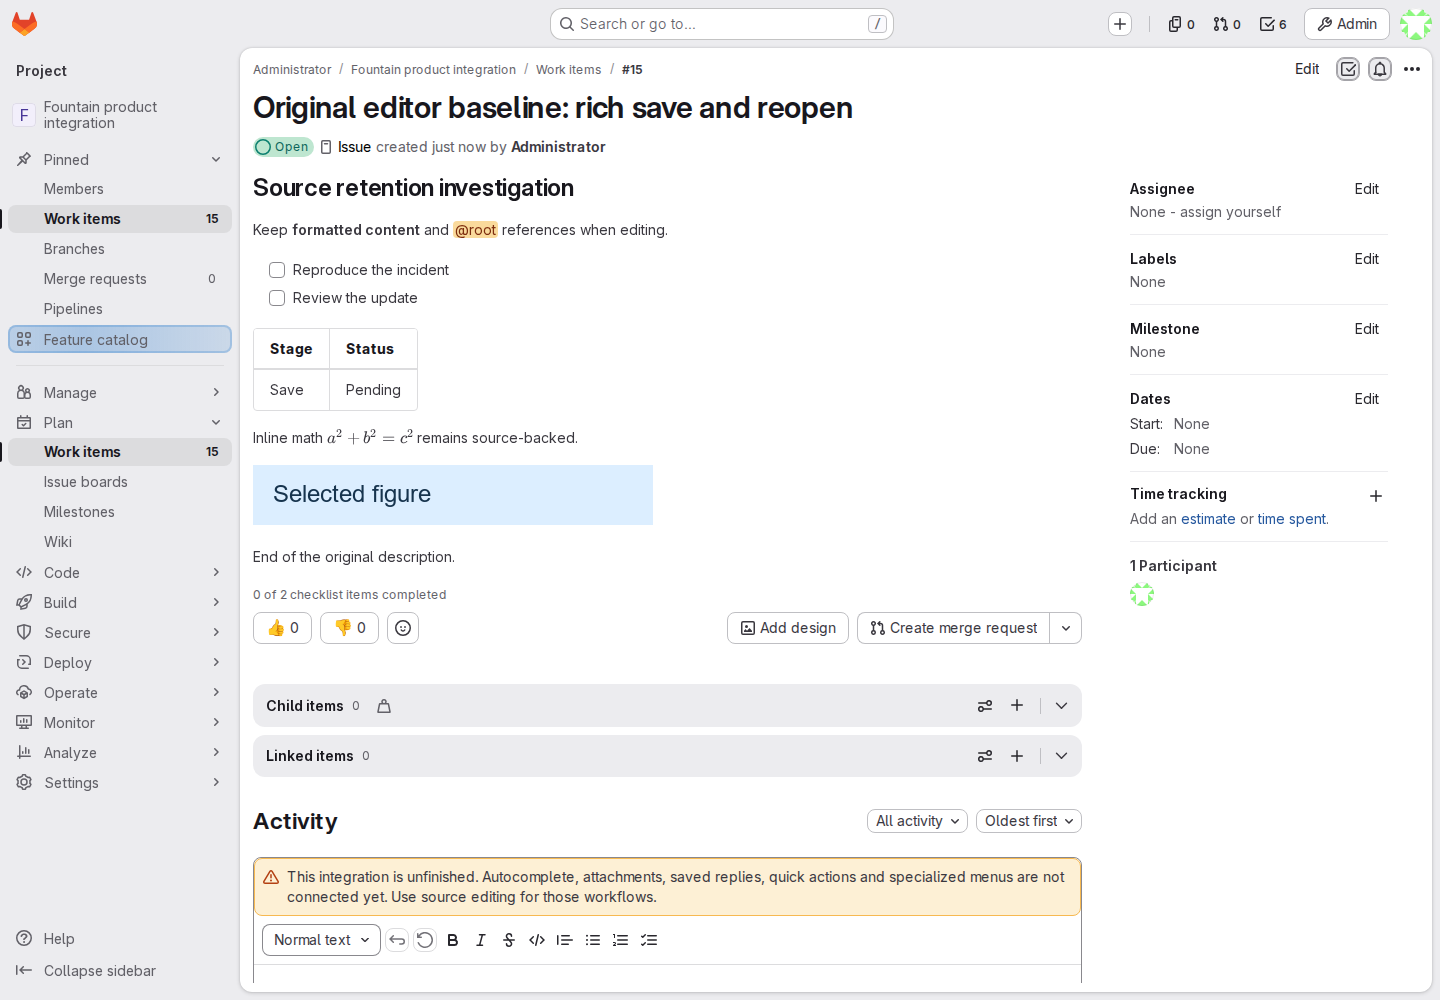 Search or go to...
/
0
0
6
Admin
Project
F
Fountain product integration
Pinned
Members
Work items 15
Branches
Merge requests 0
Pipelines
Feature catalog
Manage
Plan
Work items 15
Issue boards
Milestones
Wiki
Code
Build
Secure
Deploy
Operate
Monitor
Analyze
Settings
Help
Collapse sidebar
Administrator / Fountain product integration / Work items / #15
Edit
Original editor baseline: rich save and reopen
Open Issue created just now by Administrator
Source retention investigation
Keep formatted content and @root references when editing.
Reproduce the incident
Review the update
Stage Status
Save Pending
Inline math a² + b² = c² remains source-backed.
Selected figure
End of the original description.
0 of 2 checklist items completed
👍 0
👎 0
Add design
Create merge request
Child items 0
Linked items 0
Activity
All activity
Oldest first
This integration is unfinished. Autocomplete, attachments, saved replies, quick actions and specialized menus are not
connected yet. Use source editing for those workflows.
Normal text
Assignee Edit
None - assign yourself
Labels Edit
None
Milestone Edit
None
Dates Edit
Start: None
Due: None
Time tracking
Add an estimate or time spent.
1 Participant